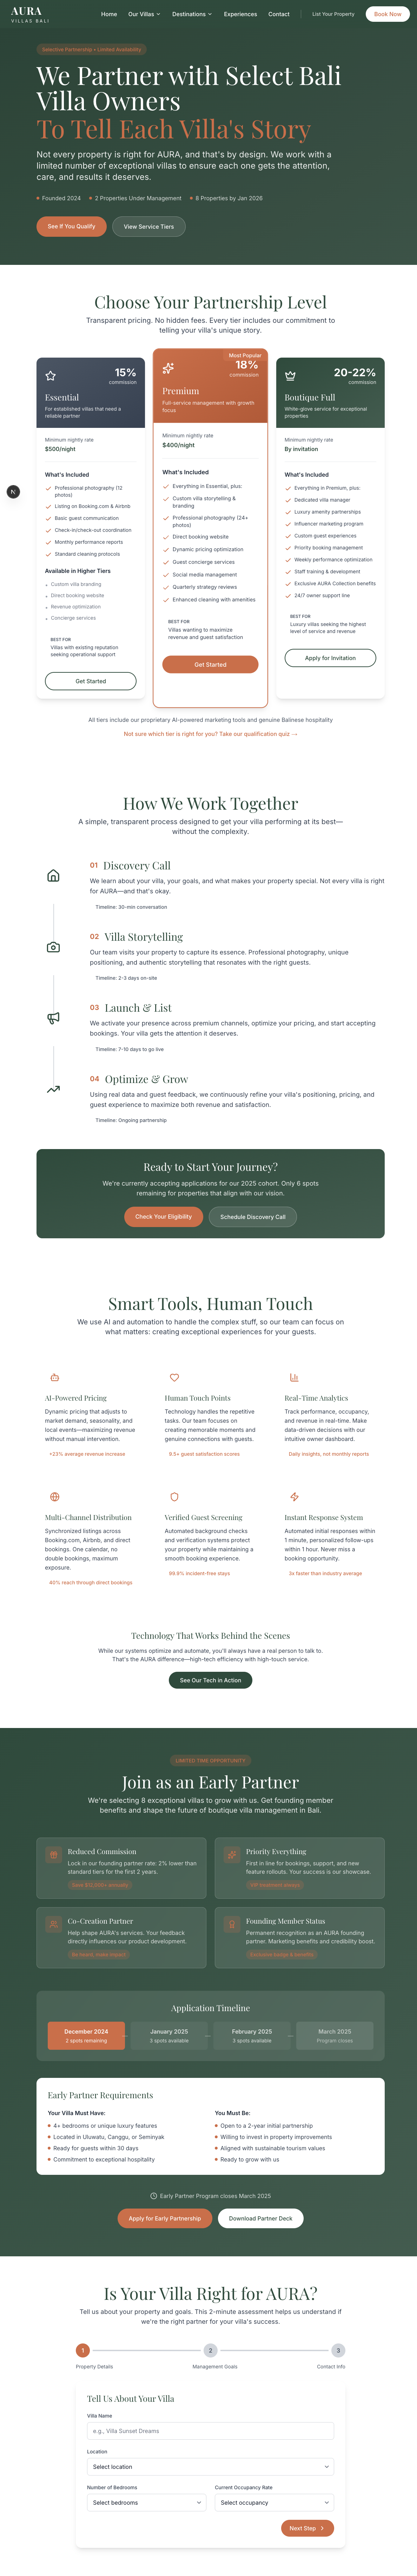 AURA
VILLAS BALI
Home
Our Villas
Destinations
Experiences
Contact
List Your Property
Book Now
Selective Partnership • Limited Availability
We Partner with Select Bali
Villa Owners
To Tell Each Villa's Story
Not every property is right for AURA, and that's by design. We work with a
limited number of exceptional villas to ensure each one gets the attention,
care, and results it deserves.
Founded 2024
2 Properties Under Management
8 Properties by Jan 2026
See If You Qualify
View Service Tiers
Choose Your Partnership Level
Transparent pricing. No hidden fees. Every tier includes our commitment to
telling your villa's unique story.
15%
commission
Essential
For established villas that need a
reliable partner
Minimum nightly rate
$500/night
What's Included
Professional photography (12
photos)
Listing on Booking.com & Airbnb
Basic guest communication
Check-in/check-out coordination
Monthly performance reports
Standard cleaning protocols
Available in Higher Tiers
Custom villa branding
Direct booking website
Revenue optimization
Concierge services
BEST FOR
Villas with existing reputation
seeking operational support
Get Started
Most Popular
18%
commission
Premium
Full-service management with growth
focus
Minimum nightly rate
$400/night
What's Included
Everything in Essential, plus:
Custom villa storytelling &
branding
Professional photography (24+
photos)
Direct booking website
Dynamic pricing optimization
Guest concierge services
Social media management
Quarterly strategy reviews
Enhanced cleaning with amenities
BEST FOR
Villas wanting to maximize
revenue and guest satisfaction
Get Started
20-22%
commission
Boutique Full
White-glove service for exceptional
properties
Minimum nightly rate
By invitation
What's Included
Everything in Premium, plus:
Dedicated villa manager
Luxury amenity partnerships
Influencer marketing program
Custom guest experiences
Priority booking management
Weekly performance optimization
Staff training & development
Exclusive AURA Collection benefits
24/7 owner support line
BEST FOR
Luxury villas seeking the highest
level of service and revenue
Apply for Invitation
N
All tiers include our proprietary AI-powered marketing tools and genuine Balinese hospitality
Not sure which tier is right for you? Take our qualification quiz →
How We Work Together
A simple, transparent process designed to get your villa performing at its best—
without the complexity.
01 Discovery Call
We learn about your villa, your goals, and what makes your property special. Not every villa is right
for AURA—and that's okay.
Timeline: 30-min conversation
02 Villa Storytelling
Our team visits your property to capture its essence. Professional photography, unique
positioning, and authentic storytelling that resonates with the right guests.
Timeline: 2-3 days on-site
03 Launch & List
We activate your presence across premium channels, optimize your pricing, and start accepting
bookings. Your villa gets the attention it deserves.
Timeline: 7-10 days to go live
04 Optimize & Grow
Using real data and guest feedback, we continuously refine your villa's positioning, pricing, and
guest experience to maximize both revenue and satisfaction.
Timeline: Ongoing partnership
Ready to Start Your Journey?
We're currently accepting applications for our 2025 cohort. Only 6 spots
remaining for properties that align with our vision.
Check Your Eligibility
Schedule Discovery Call
Smart Tools, Human Touch
We use AI and automation to handle the complex stuff, so our team can focus on
what matters: creating exceptional experiences for your guests.
AI-Powered Pricing
Dynamic pricing that adjusts to
market demand, seasonality, and
local events—maximizing revenue
without manual intervention.
+23% average revenue increase
Human Touch Points
Technology handles the repetitive
tasks. Our team focuses on
creating memorable moments and
genuine connections with guests.
9.5+ guest satisfaction scores
Real-Time Analytics
Track performance, occupancy,
and revenue in real-time. Make
data-driven decisions with our
intuitive owner dashboard.
Daily insights, not monthly reports
Multi-Channel Distribution
Synchronized listings across
Booking.com, Airbnb, and direct
bookings. One calendar, no
double bookings, maximum
exposure.
40% reach through direct bookings
Verified Guest Screening
Automated background checks
and verification systems protect
your property while maintaining a
smooth booking experience.
99.9% incident-free stays
Instant Response System
Automated initial responses within
1 minute, personalized follow-ups
within 1 hour. Never miss a
booking opportunity.
3x faster than industry average
Technology That Works Behind the Scenes
While our systems optimize and automate, you'll always have a real person to talk to.
That's the AURA difference—high-tech efficiency with high-touch service.
See Our Tech in Action
LIMITED TIME OPPORTUNITY
Join as an Early Partner
We're selecting 8 exceptional villas to grow with us. Get founding member
benefits and shape the future of boutique villa management in Bali.
Reduced Commission
Lock in our founding partner rate: 2% lower than
standard tiers for the first 2 years.
Priority Everything
First in line for bookings, support, and new
feature rollouts. Your success is our showcase.
VIP treatment always
Co-Creation Partner
Help shape AURA's services. Your feedback
directly influences our product development.
Be heard, make impact
Founding Member Status
Permanent recognition as an AURA founding
partner. Marketing benefits and credibility boost.
Exclusive badge & benefits
Application Timeline
December 2024
2 spots remaining
January 2025
3 spots available
February 2025
3 spots available
March 2025
Program closes
Early Partner Requirements
Your Villa Must Have:
4+ bedrooms or unique luxury features
Located in Uluwatu, Canggu, or Seminyak
Ready for guests within 30 days
Commitment to exceptional hospitality
You Must Be:
Open to a 2-year initial partnership
Willing to invest in property improvements
Aligned with sustainable tourism values
Ready to grow with us
Early Partner Program closes March 2025
Apply for Early Partnership
Download Partner Deck
Is Your Villa Right for AURA?
Tell us about your property and goals. This 2-minute assessment helps us understand if
we're the right partner for your villa's success.
1
2
3
Property Details
Management Goals
Contact Info
Tell Us About Your Villa
Villa Name
e.g., Villa Sunset Dreams
Location
Select location
Number of Bedrooms
Select bedrooms
Current Occupancy Rate
Select occupancy
Next Step